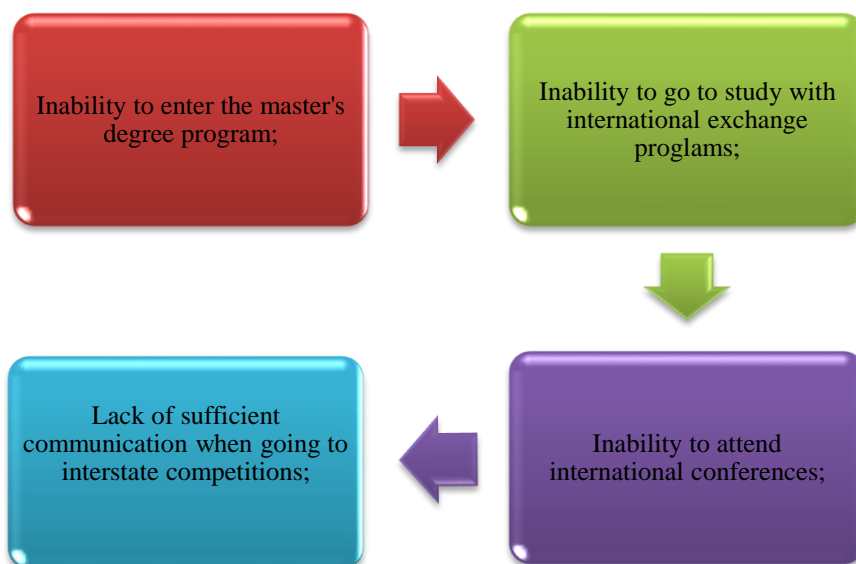 Inability to enter the master's
degree program;
Inability to go to study with
international exchange
proglams;
Inability to attend
international conferences;
Lack of sufficient
communication when going to
interstate competitions;